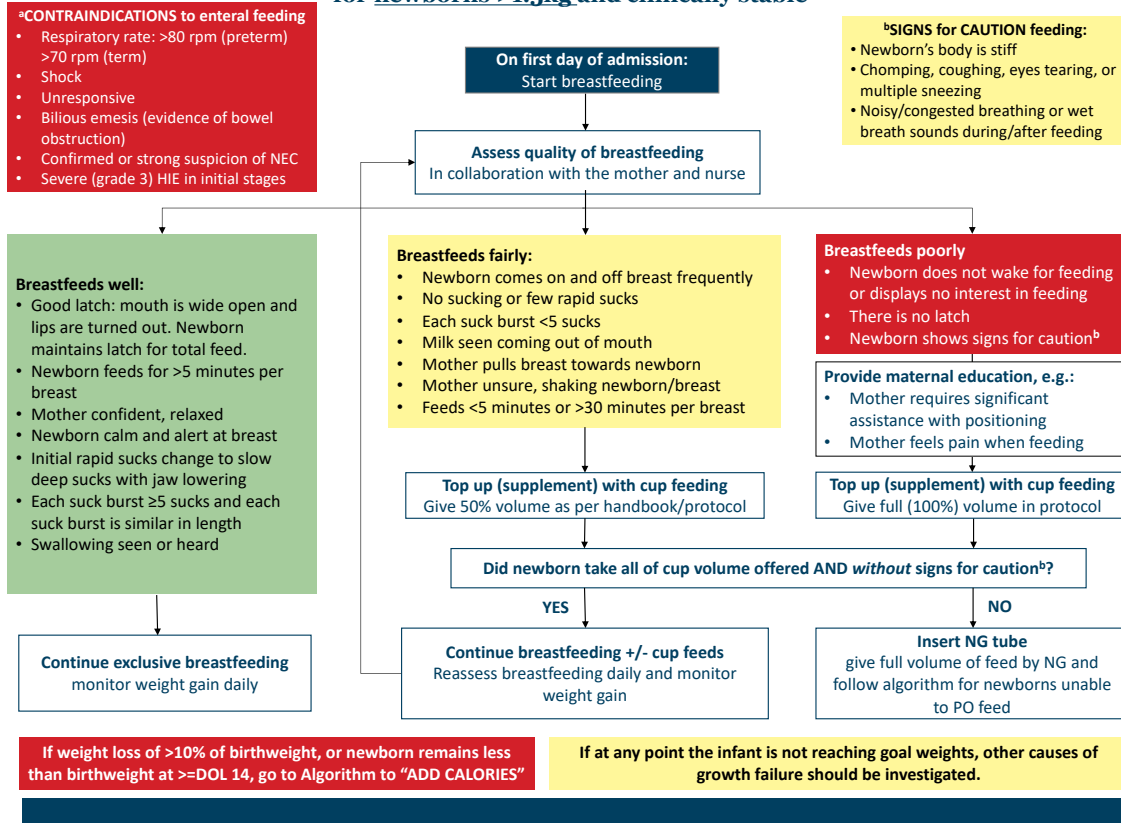 for newborns >1.5kg and clinically stable
ᵃCONTRAINDICATIONS to enteral feeding
• Respiratory rate: >80 rpm (preterm)
>70 rpm (term)
• Shock
• Unresponsive
• Bilious emesis (evidence of bowel
obstruction)
• Confirmed or strong suspicion of NEC
• Severe (grade 3) HIE in initial stages
On first day of admission:
Start breastfeeding
ᵇSIGNS for CAUTION feeding:
• Newborn's body is stiff
• Chomping, coughing, eyes tearing, or
multiple sneezing
• Noisy/congested breathing or wet
breath sounds during/after feeding
Assess quality of breastfeeding
In collaboration with the mother and nurse
Breastfeeds well:
• Good latch: mouth is wide open and
lips are turned out. Newborn
maintains latch for total feed.
• Newborn feeds for >5 minutes per
breast
• Mother confident, relaxed
• Newborn calm and alert at breast
• Initial rapid sucks change to slow
deep sucks with jaw lowering
• Each suck burst ≥5 sucks and each
suck burst is similar in length
• Swallowing seen or heard
Breastfeeds fairly:
• Newborn comes on and off breast frequently
• No sucking or few rapid sucks
• Each suck burst <5 sucks
• Milk seen coming out of mouth
• Mother pulls breast towards newborn
• Mother unsure, shaking newborn/breast
• Feeds <5 minutes or >30 minutes per breast
Breastfeeds poorly
• Newborn does not wake for feeding
or displays no interest in feeding
• There is no latch
• Newborn shows signs for cautionᵇ
Provide maternal education, e.g.:
• Mother requires significant
assistance with positioning
• Mother feels pain when feeding
Top up (supplement) with cup feeding
Give 50% volume as per handbook/protocol
Top up (supplement) with cup feeding
Give full (100%) volume in protocol
Did newborn take all of cup volume offered AND without signs for cautionᵇ?
YES
NO
Continue exclusive breastfeeding
monitor weight gain daily
Continue breastfeeding +/- cup feeds
Reassess breastfeeding daily and monitor
weight gain
Insert NG tube
give full volume of feed by NG and
follow algorithm for newborns unable
to PO feed
If weight loss of >10% of birthweight, or newborn remains less
than birthweight at >=DOL 14, go to Algorithm to "ADD CALORIES"
If at any point the infant is not reaching goal weights, other causes of
growth failure should be investigated.